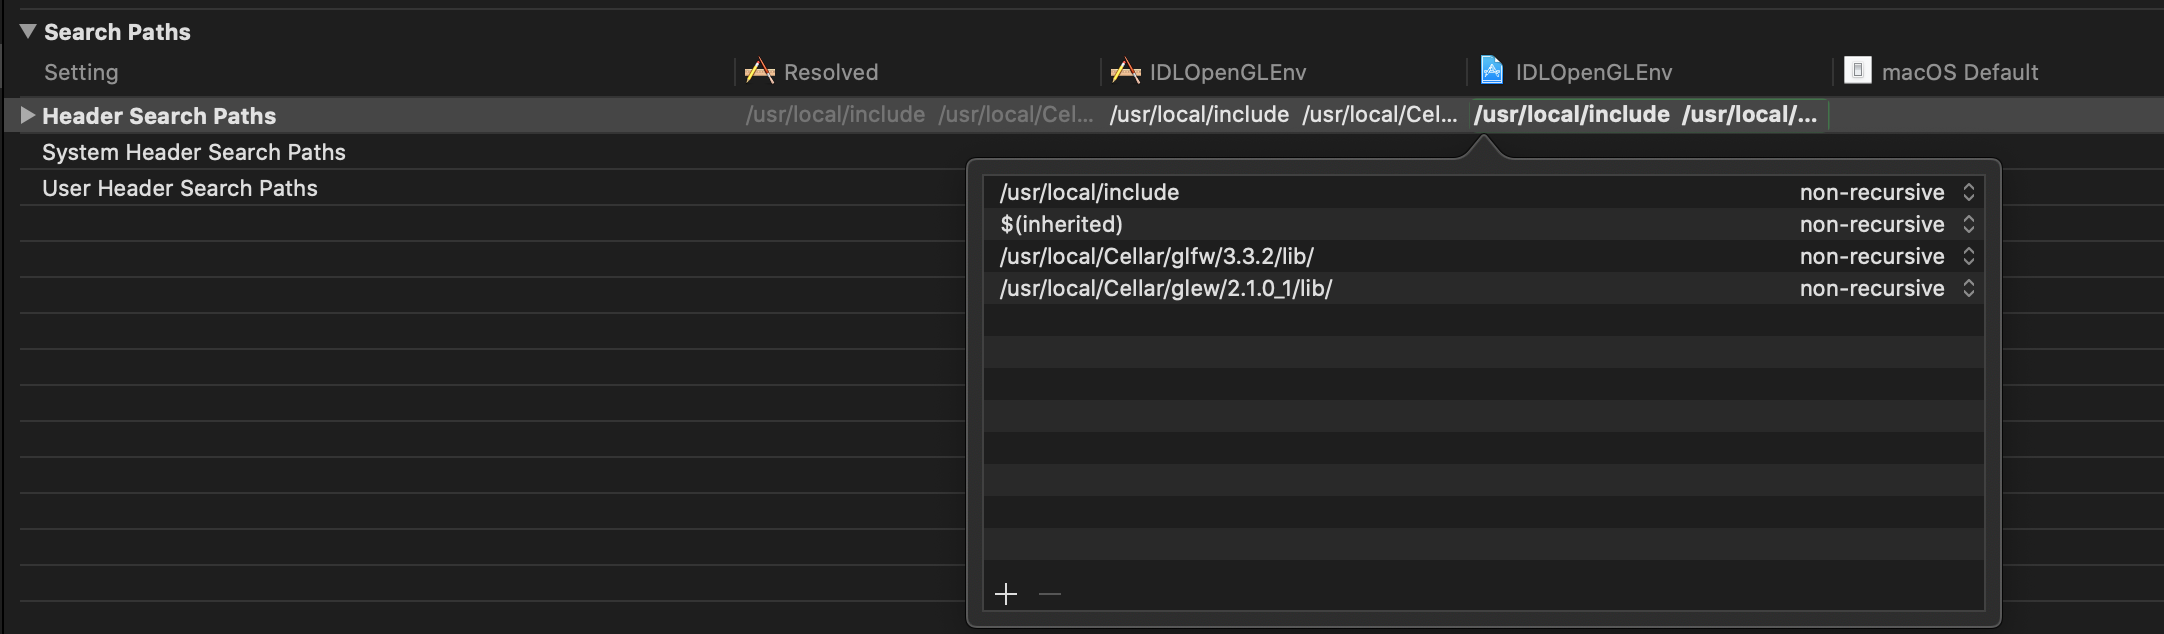 Search Paths
Setting Resolved IDLOpenGLEnv IDLOpenGLEnv macOS Default
Header Search Paths /usr/local/include /usr/local/Cel... /usr/local/include /usr/local/Cel... /usr/local/include /usr/local/...
System Header Search Paths
User Header Search Paths
/usr/local/include non-recursive
$(inherited) non-recursive
/usr/local/Cellar/glfw/3.3.2/lib/ non-recursive
/usr/local/Cellar/glew/2.1.0_1/lib/ non-recursive